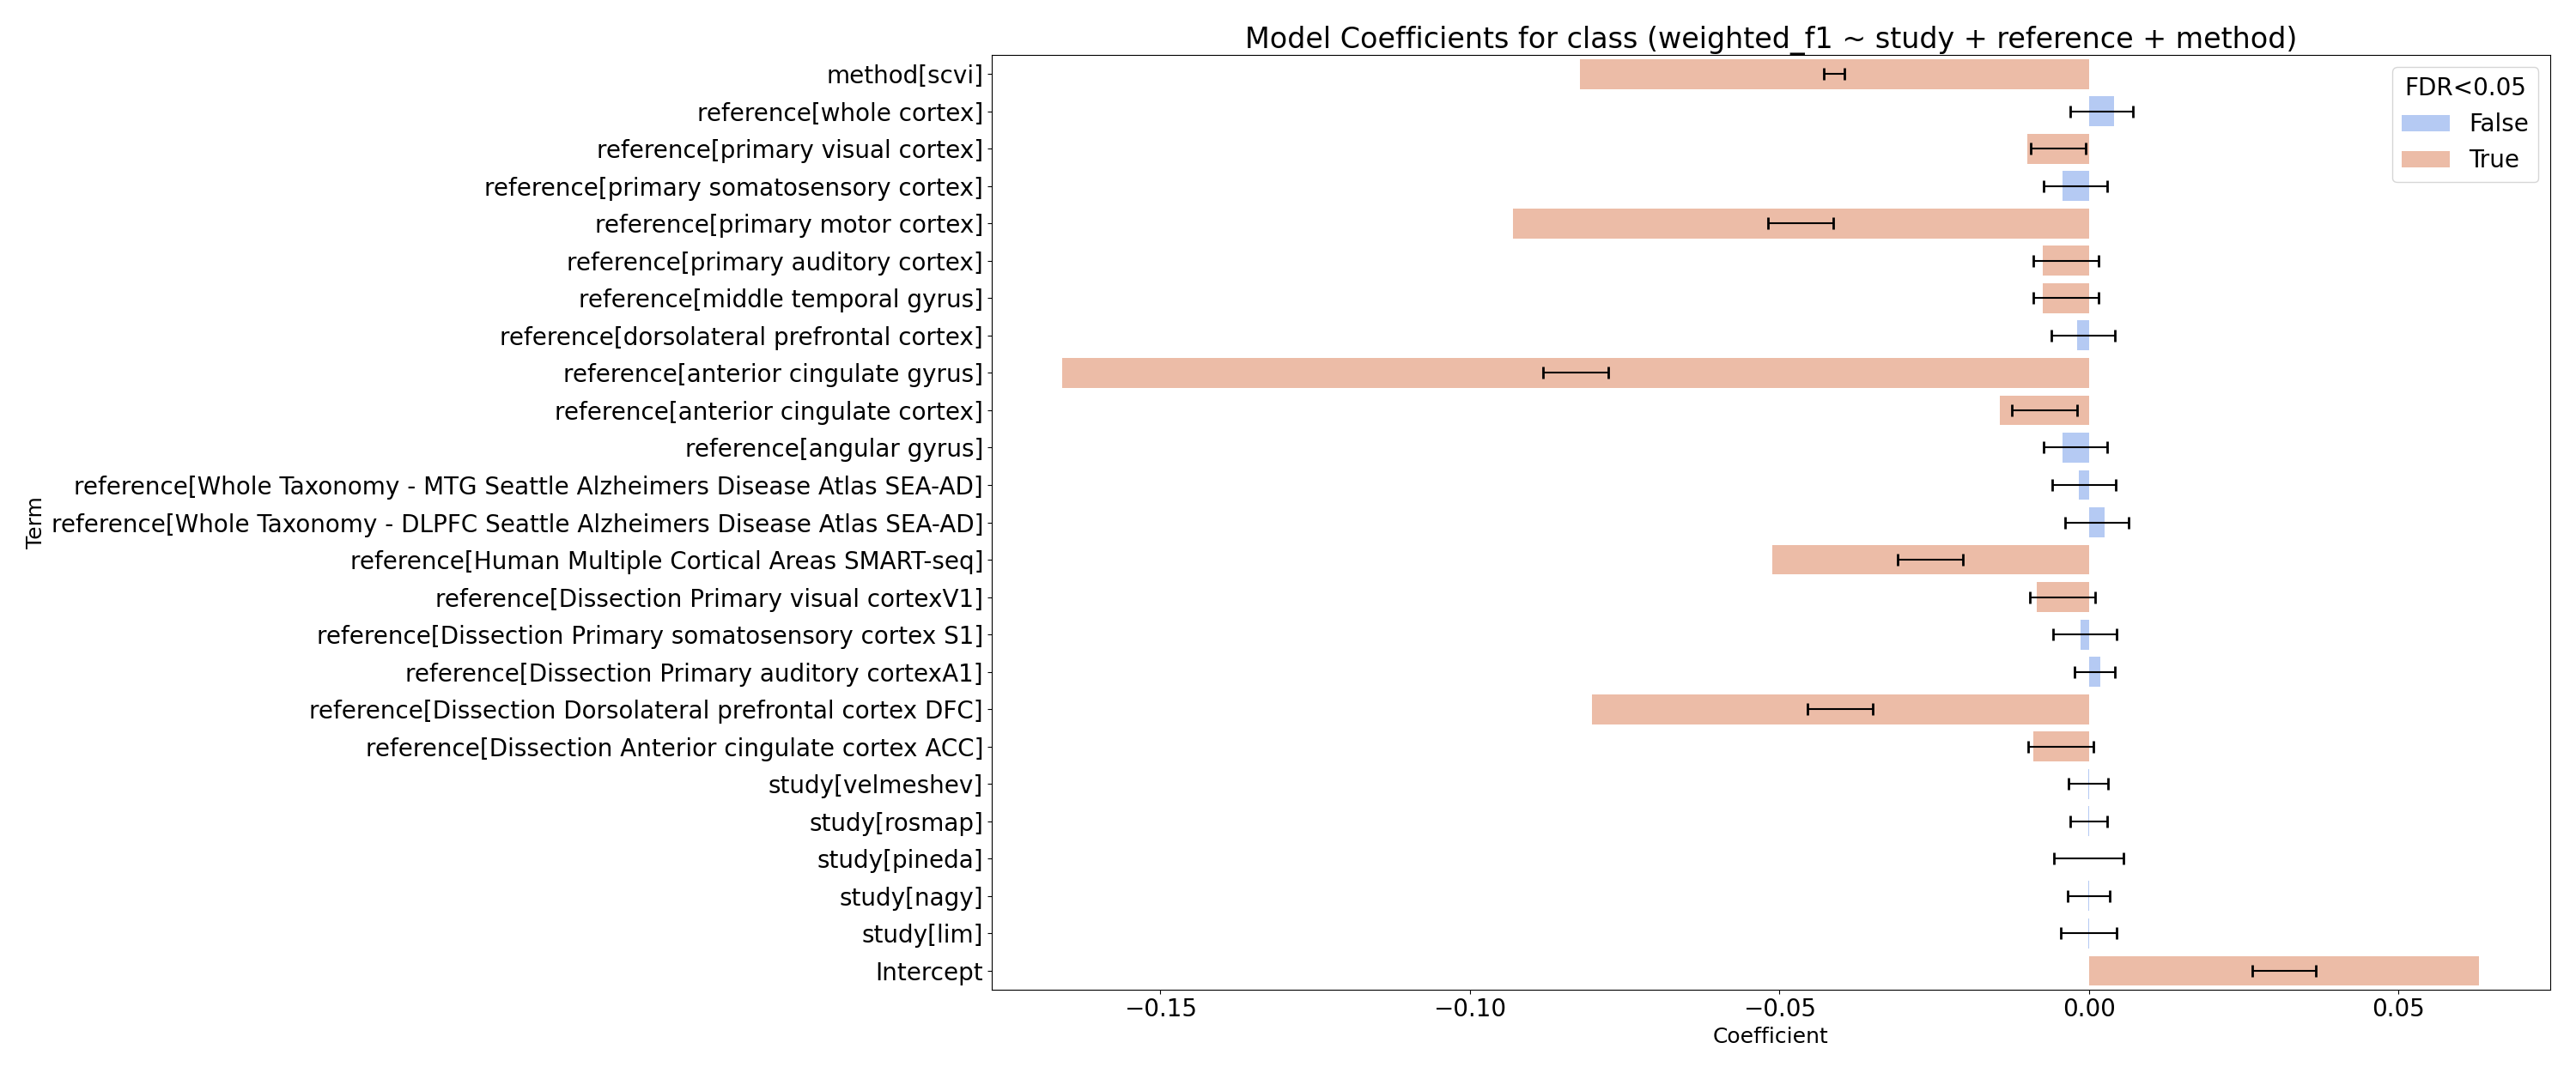 Model Coefficients for class (weighted_f1 ~ study + reference + method)
method[scvi]
reference[whole cortex]
reference[primary visual cortex]
reference[primary somatosensory cortex]
reference[primary motor cortex]
reference[primary auditory cortex]
reference[middle temporal gyrus]
reference[dorsolateral prefrontal cortex]
reference[anterior cingulate gyrus]
reference[anterior cingulate cortex]
reference[angular gyrus]
reference[Whole Taxonomy - MTG Seattle Alzheimers Disease Atlas SEA-AD]
reference[Whole Taxonomy - DLPFC Seattle Alzheimers Disease Atlas SEA-AD]
reference[Human Multiple Cortical Areas SMART-seq]
reference[Dissection Primary visual cortexV1]
reference[Dissection Primary somatosensory cortex S1]
reference[Dissection Primary auditory cortexA1]
reference[Dissection Dorsolateral prefrontal cortex DFC]
reference[Dissection Anterior cingulate cortex ACC]
study[velmeshev]
study[rosmap]
study[pineda]
study[nagy]
study[lim]
Intercept
Term
−0.15 −0.10 −0.05 0.00 0.05
Coefficient
FDR<0.05
False
True